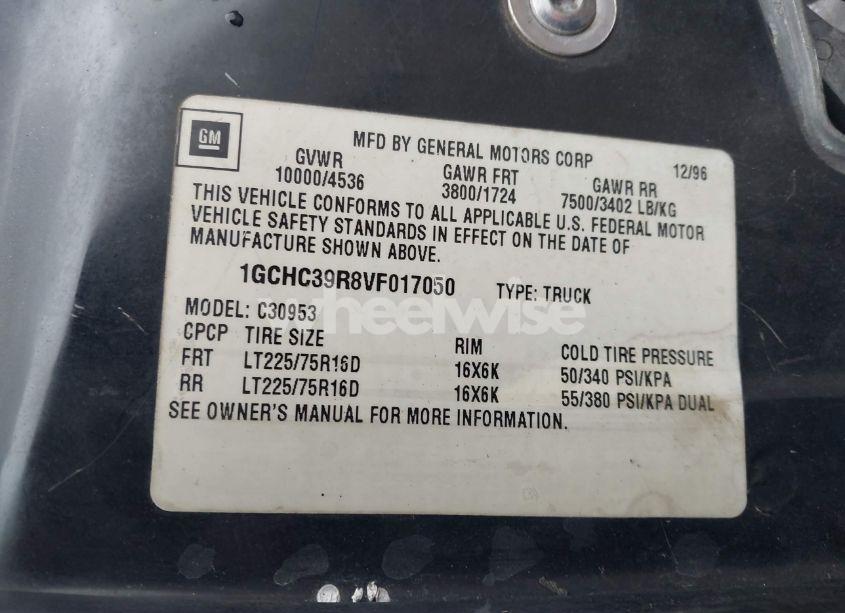 GM
MFD BY GENERAL MOTORS CORP 12/96
GVWR GAWR FRT GAWR RR
10000/4536 3800/1724 7500/3402 LB/KG
THIS VEHICLE CONFORMS TO ALL APPLICABLE U.S. FEDERAL MOTOR
VEHICLE SAFETY STANDARDS IN EFFECT ON THE DATE OF
MANUFACTURE SHOWN ABOVE.
1GCHC39R8VF017050 TYPE: TRUCK
MODEL: C30953
wheelwise
CPCP TIRE SIZE RIM COLD TIRE PRESSURE
FRT LT225/75R16D 16X6K 50/340 PSI/KPA
RR LT225/75R16D 16X6K 55/380 PSI/KPA DUAL
SEE OWNER'S MANUAL FOR MORE INFORMATION.